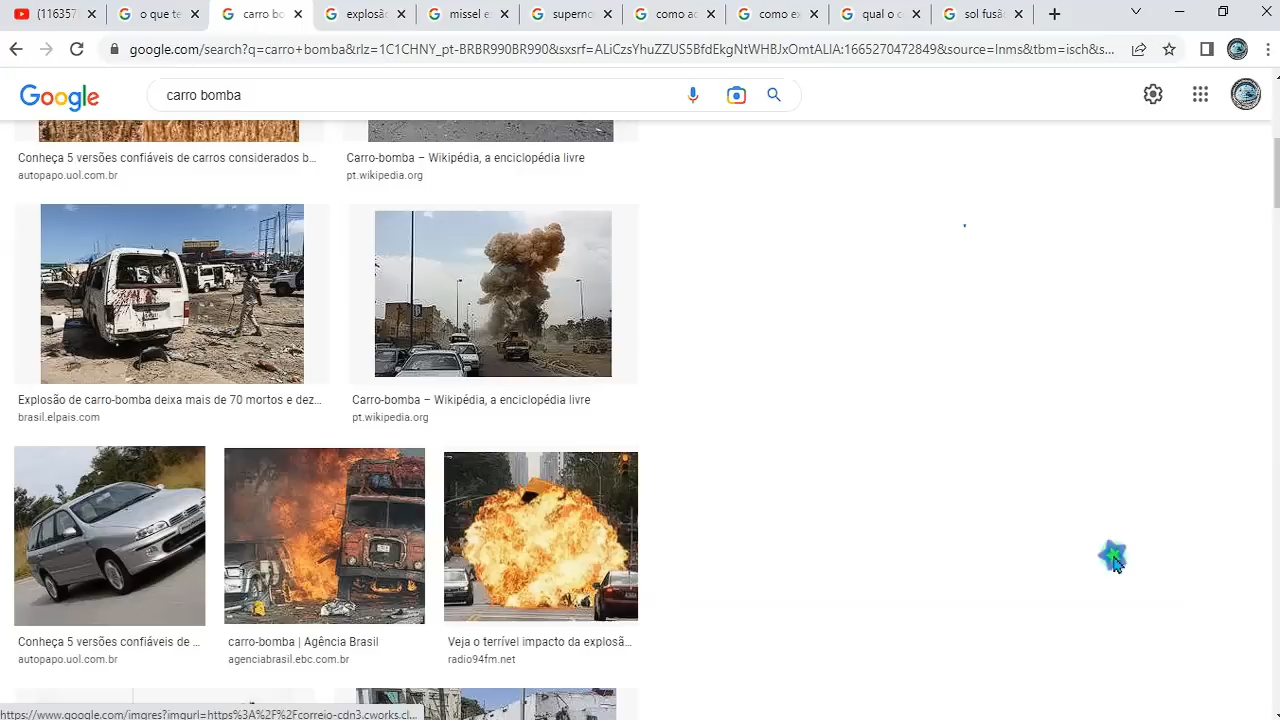 (116357)
o que te
carro bo
explosão
missel e
superno
como ac
como ex
qual o c
sol fusã
google.com/search?q=carro+bomba&rlz=1C1CHNY_pt-BRBR990BR990&sxsrf=ALiCzsYhuZZUS5BfdEkgNtWHBJxOmtALIA:1665270472849&source=lnms&tbm=isch&s...
Google
carro bomba
Conheça 5 versões confiáveis de carros considerados b...
autopapo.uol.com.br
Carro-bomba – Wikipédia, a enciclopédia livre
pt.wikipedia.org
Explosão de carro-bomba deixa mais de 70 mortos e dez...
brasil.elpais.com
Carro-bomba – Wikipédia, a enciclopédia livre
pt.wikipedia.org
Conheça 5 versões confiáveis de ...
autopapo.uol.com.br
carro-bomba | Agência Brasil
agenciabrasil.ebc.com.br
Veja o terrível impacto da explosã...
radio94fm.net
https://www.google.com/imgres?imgurl=https%3A%2F%2Fcorreio-cdn3.cworks.cl...